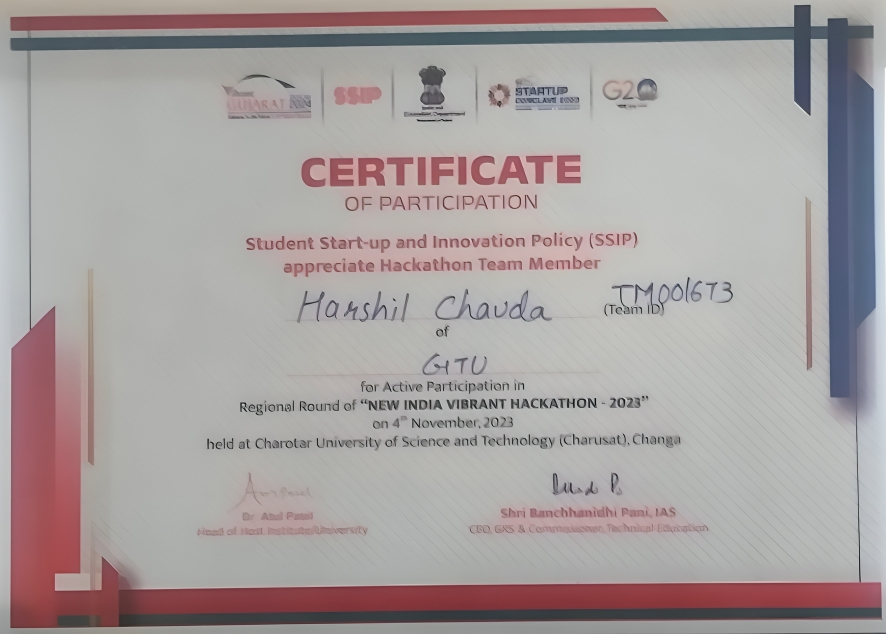 GUJARAT
SSIP
STARTUP
CONCLAVE 2023
G20
CERTIFICATE
OF PARTICIPATION
Student Start-up and Innovation Policy (SSIP)
appreciate Hackathon Team Member
Harshil Chavda
TM001673
(Team ID)
of
GTU
for Active Participation in
Regional Round of “NEW INDIA VIBRANT HACKATHON - 2023”
on 4th November, 2023
held at Charotar University of Science and Technology (Charusat), Changa
Dr. Atul Patel
Head of Host Institute/University
Shri Banchhanidhi Pani, IAS
CEO, GKS & Commissioner, Technical Education